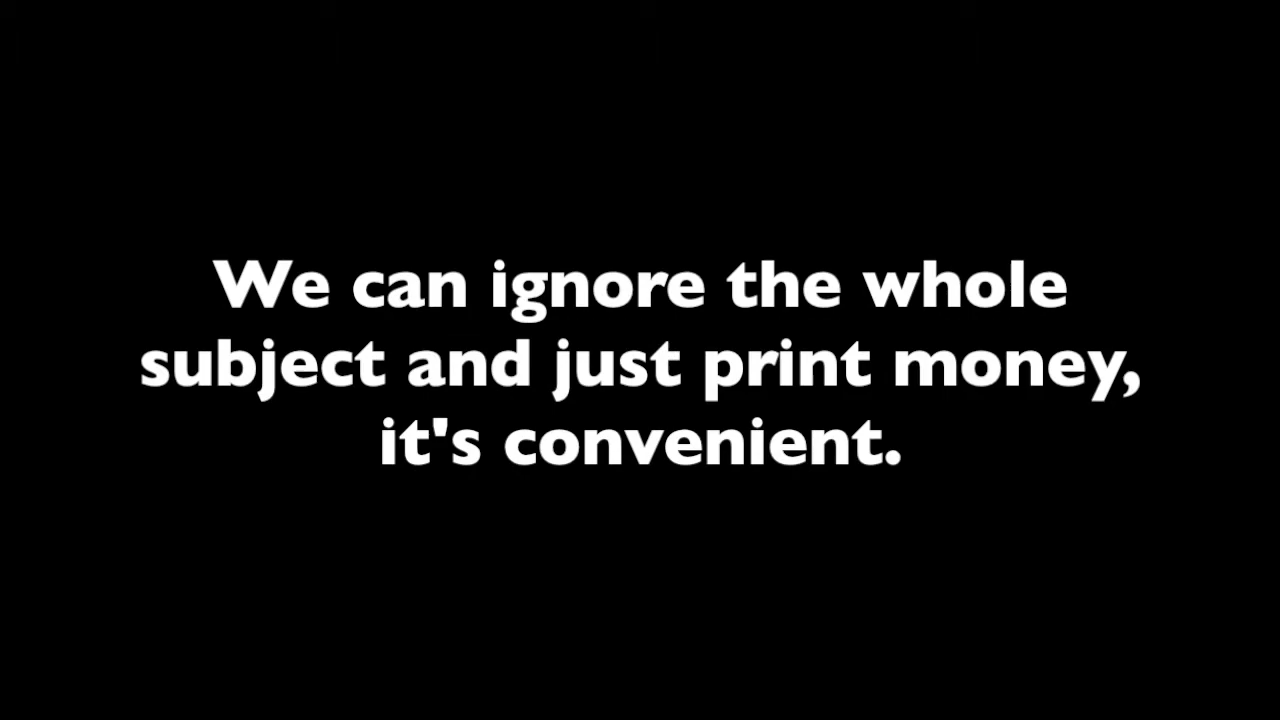 We can ignore the whole
subject and just print money,
it's convenient.